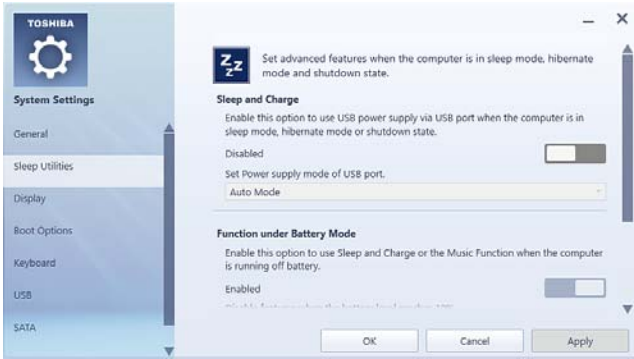 TOSHIBA
System Settings
General
Sleep Utilities
Display
Boot Options
Keyboard
USB
SATA
ZZZ
Set advanced features when the computer is in sleep mode, hibernate
mode and shutdown state.
Sleep and Charge
Enable this option to use USB power supply via USB port when the computer is in
sleep mode, hibernate mode or shutdown state.
Disabled
Set Power supply mode of USB port.
Auto Mode
Function under Battery Mode
Enable this option to use Sleep and Charge or the Music Function when the computer
is running off battery.
Enabled
OK
Cancel
Apply